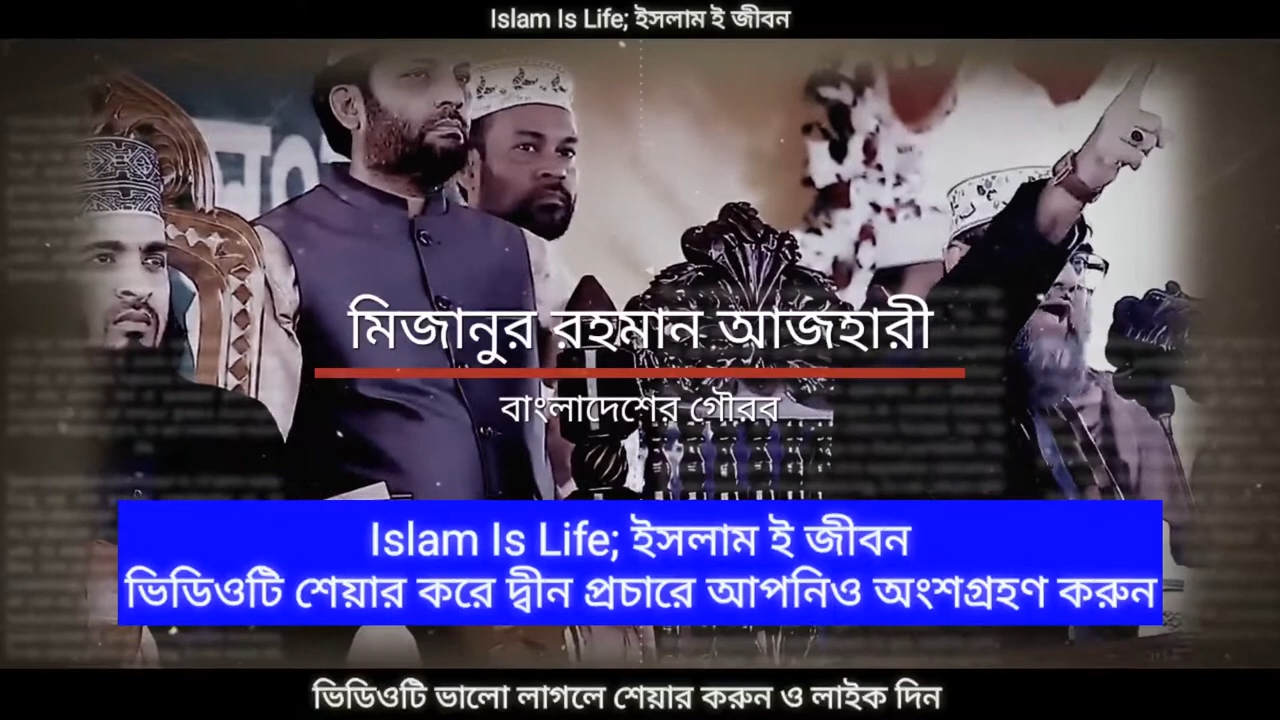 Islam Is Life; ইসলাম ই জীবন
মিজানুর রহমান আজহারী
বাংলাদেশের গৌরব
Islam Is Life; ইসলাম ই জীবন
ভিডিওটি শেয়ার করে দ্বীন প্রচারে আপনিও অংশগ্রহণ করুন
ভিডিওটি ভালো লাগলে শেয়ার করুন ও লাইক দিন